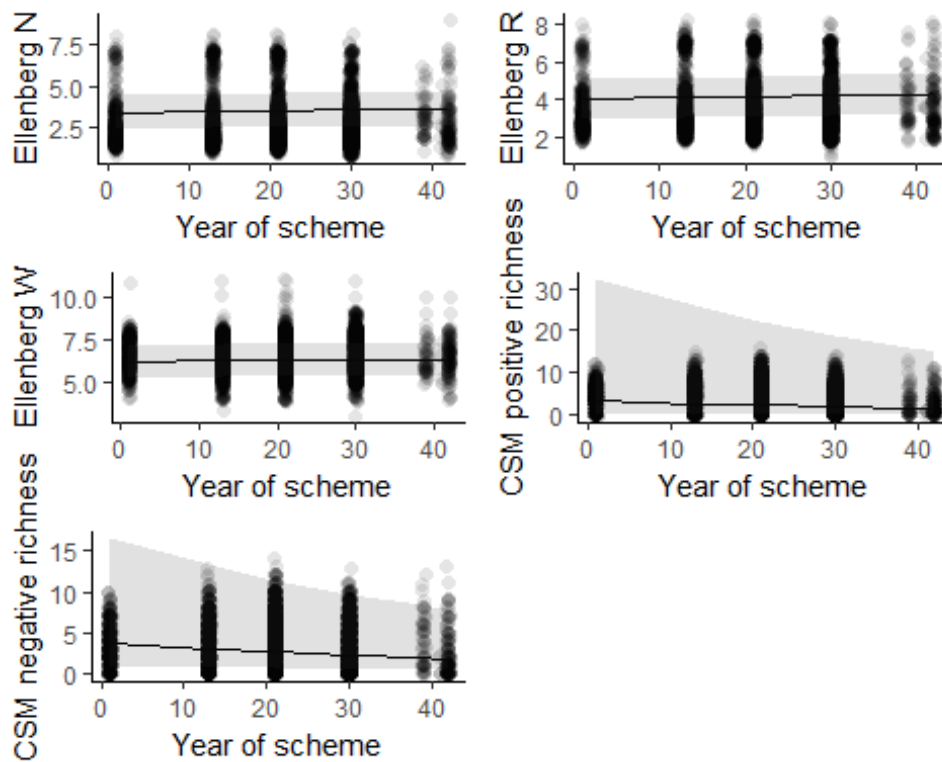 Ellenberg N
7.5
5.0
2.5
0 10 20 30 40
Year of scheme
Ellenberg R
8
6
4
2
0 10 20 30 40
Year of scheme
Ellenberg W
10.0
7.5
5.0
0 10 20 30 40
Year of scheme
CSM positive richness
30
20
10
0
0 10 20 30 40
Year of scheme
CSM negative richness
15
10
5
0
0 10 20 30 40
Year of scheme